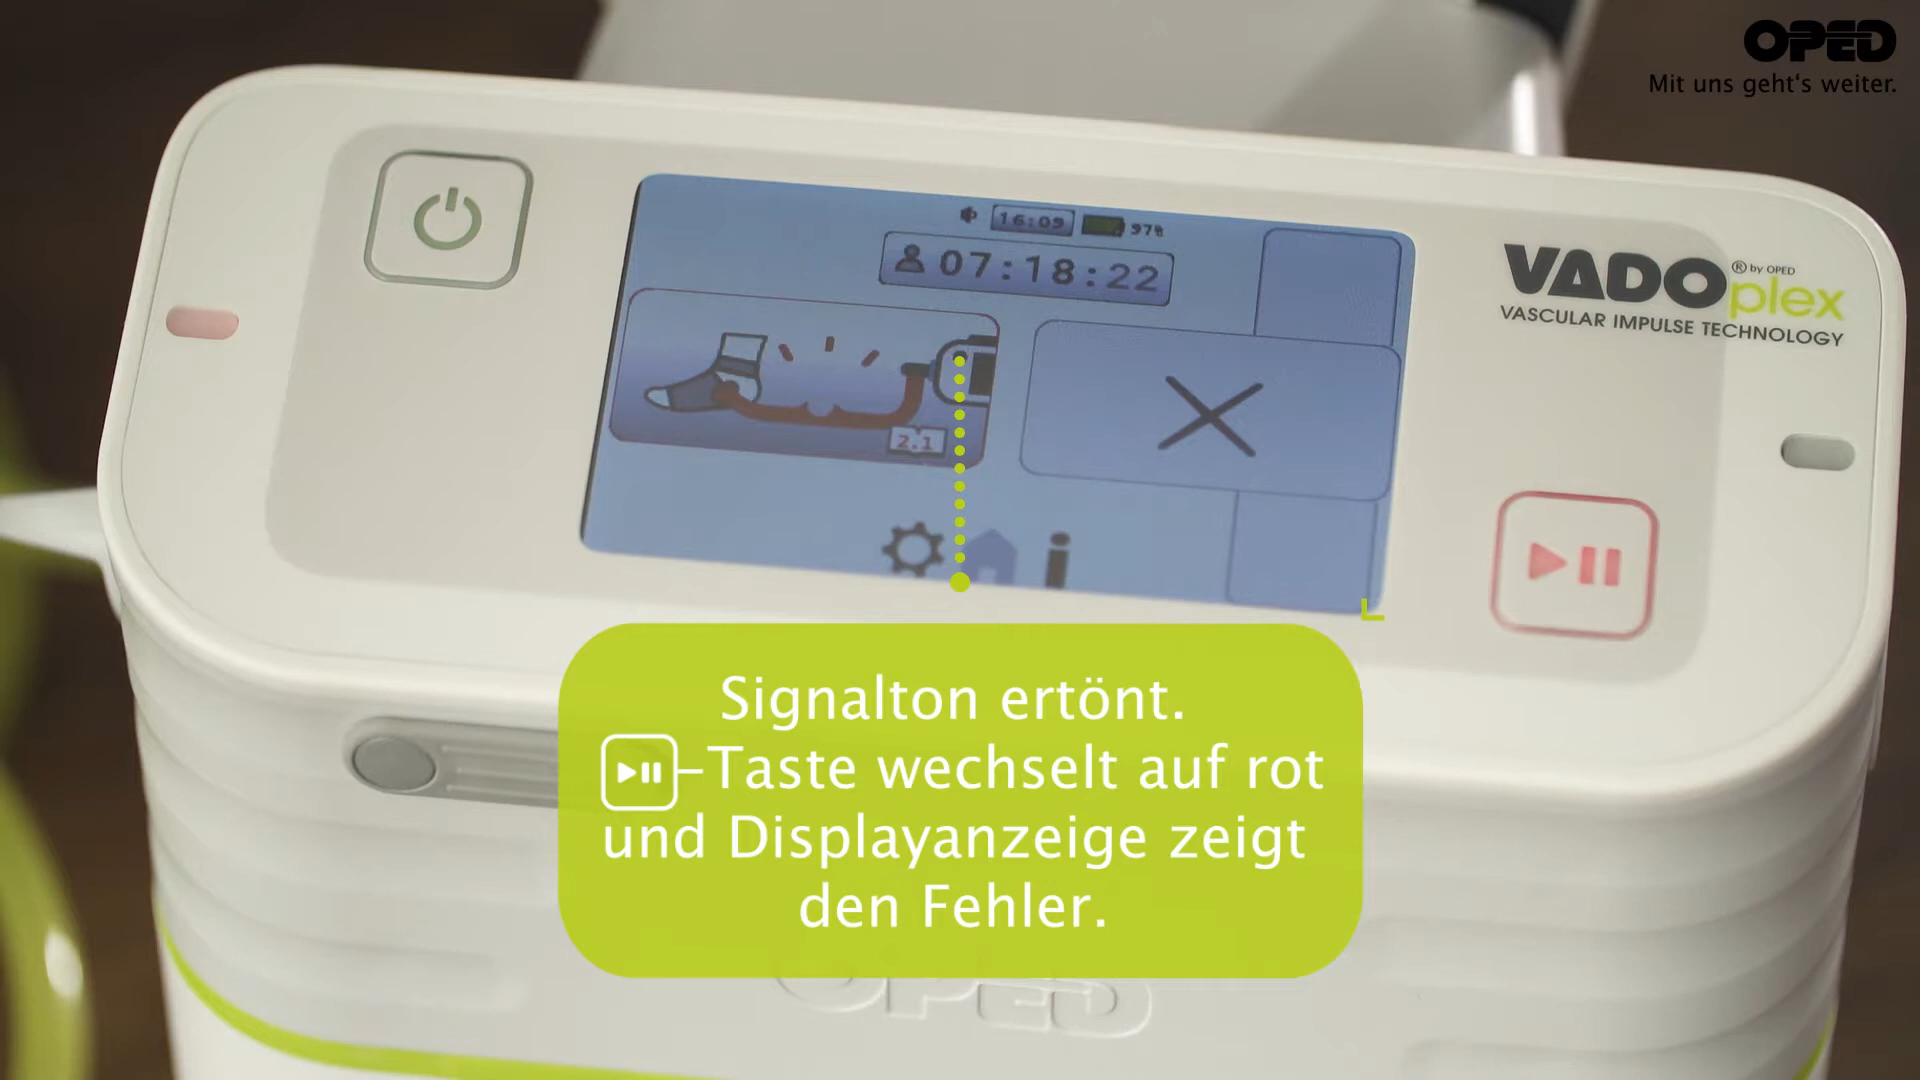 OPED
Mit uns geht's weiter.
16:09 97%
07:18:22
2.1
VADOplex® by OPED
VASCULAR IMPULSE TECHNOLOGY
Signalton ertönt.
–Taste wechselt auf rot
und Displayanzeige zeigt
den Fehler.
OPED